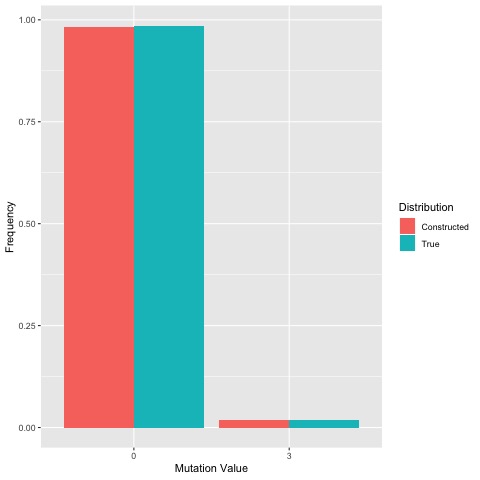 1.00
0.75
0.50
0.25
0.00
Frequency
0
3
Mutation Value
Distribution
Constructed
True